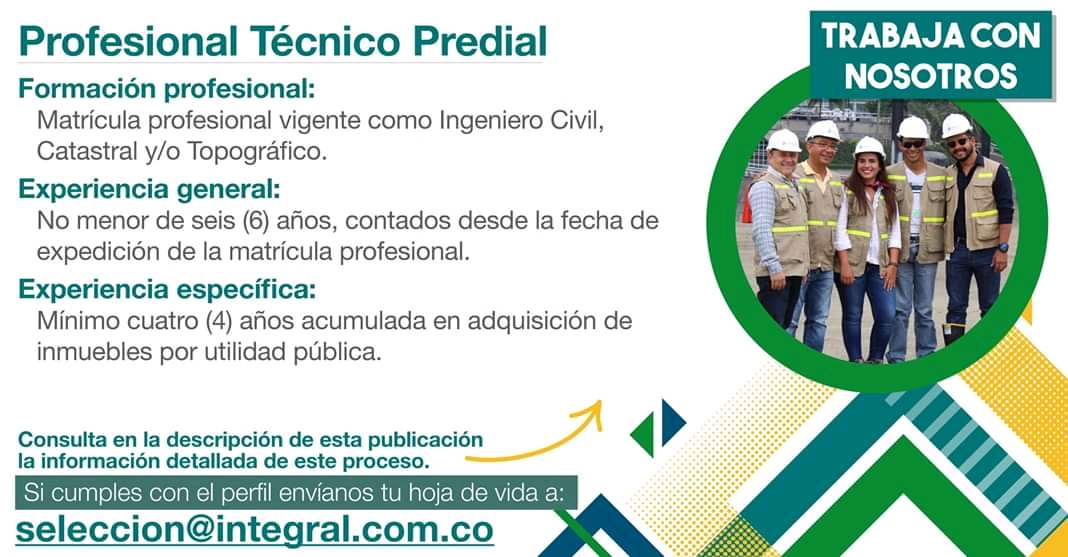 Profesional Técnico Predial
TRABAJA CON
NOSOTROS
Formación profesional:
Matrícula profesional vigente como Ingeniero Civil,
Catastral y/o Topográfico.
Experiencia general:
No menor de seis (6) años, contados desde la fecha de
expedición de la matrícula profesional.
Experiencia específica:
Mínimo cuatro (4) años acumulada en adquisición de
inmuebles por utilidad pública.
Consulta en la descripción de esta publicación
la información detallada de este proceso.
Si cumples con el perfil envíanos tu hoja de vida a:
seleccion@integral.com.co